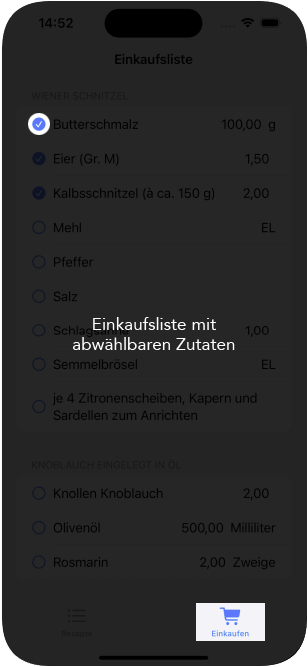 14:52
Einkaufsliste
WIENER SCHNITZEL
Butterschmalz 100,00 g
Eier (Gr. M) 1,50
Kalbsschnitzel (à ca. 150 g) 2,00
Mehl EL
Pfeffer
Salz
Schlagsahne 1,00
Einkaufsliste mit
abwählbaren Zutaten
Semmelbrösel EL
je 4 Zitronenscheiben, Kapern und
Sardellen zum Anrichten
KNOBLAUCH EINGELEGT IN ÖL
Knollen Knoblauch 2,00
Olivenöl 500,00 Milliliter
Rosmarin 2,00 Zweige
Rezepte
Einkaufen